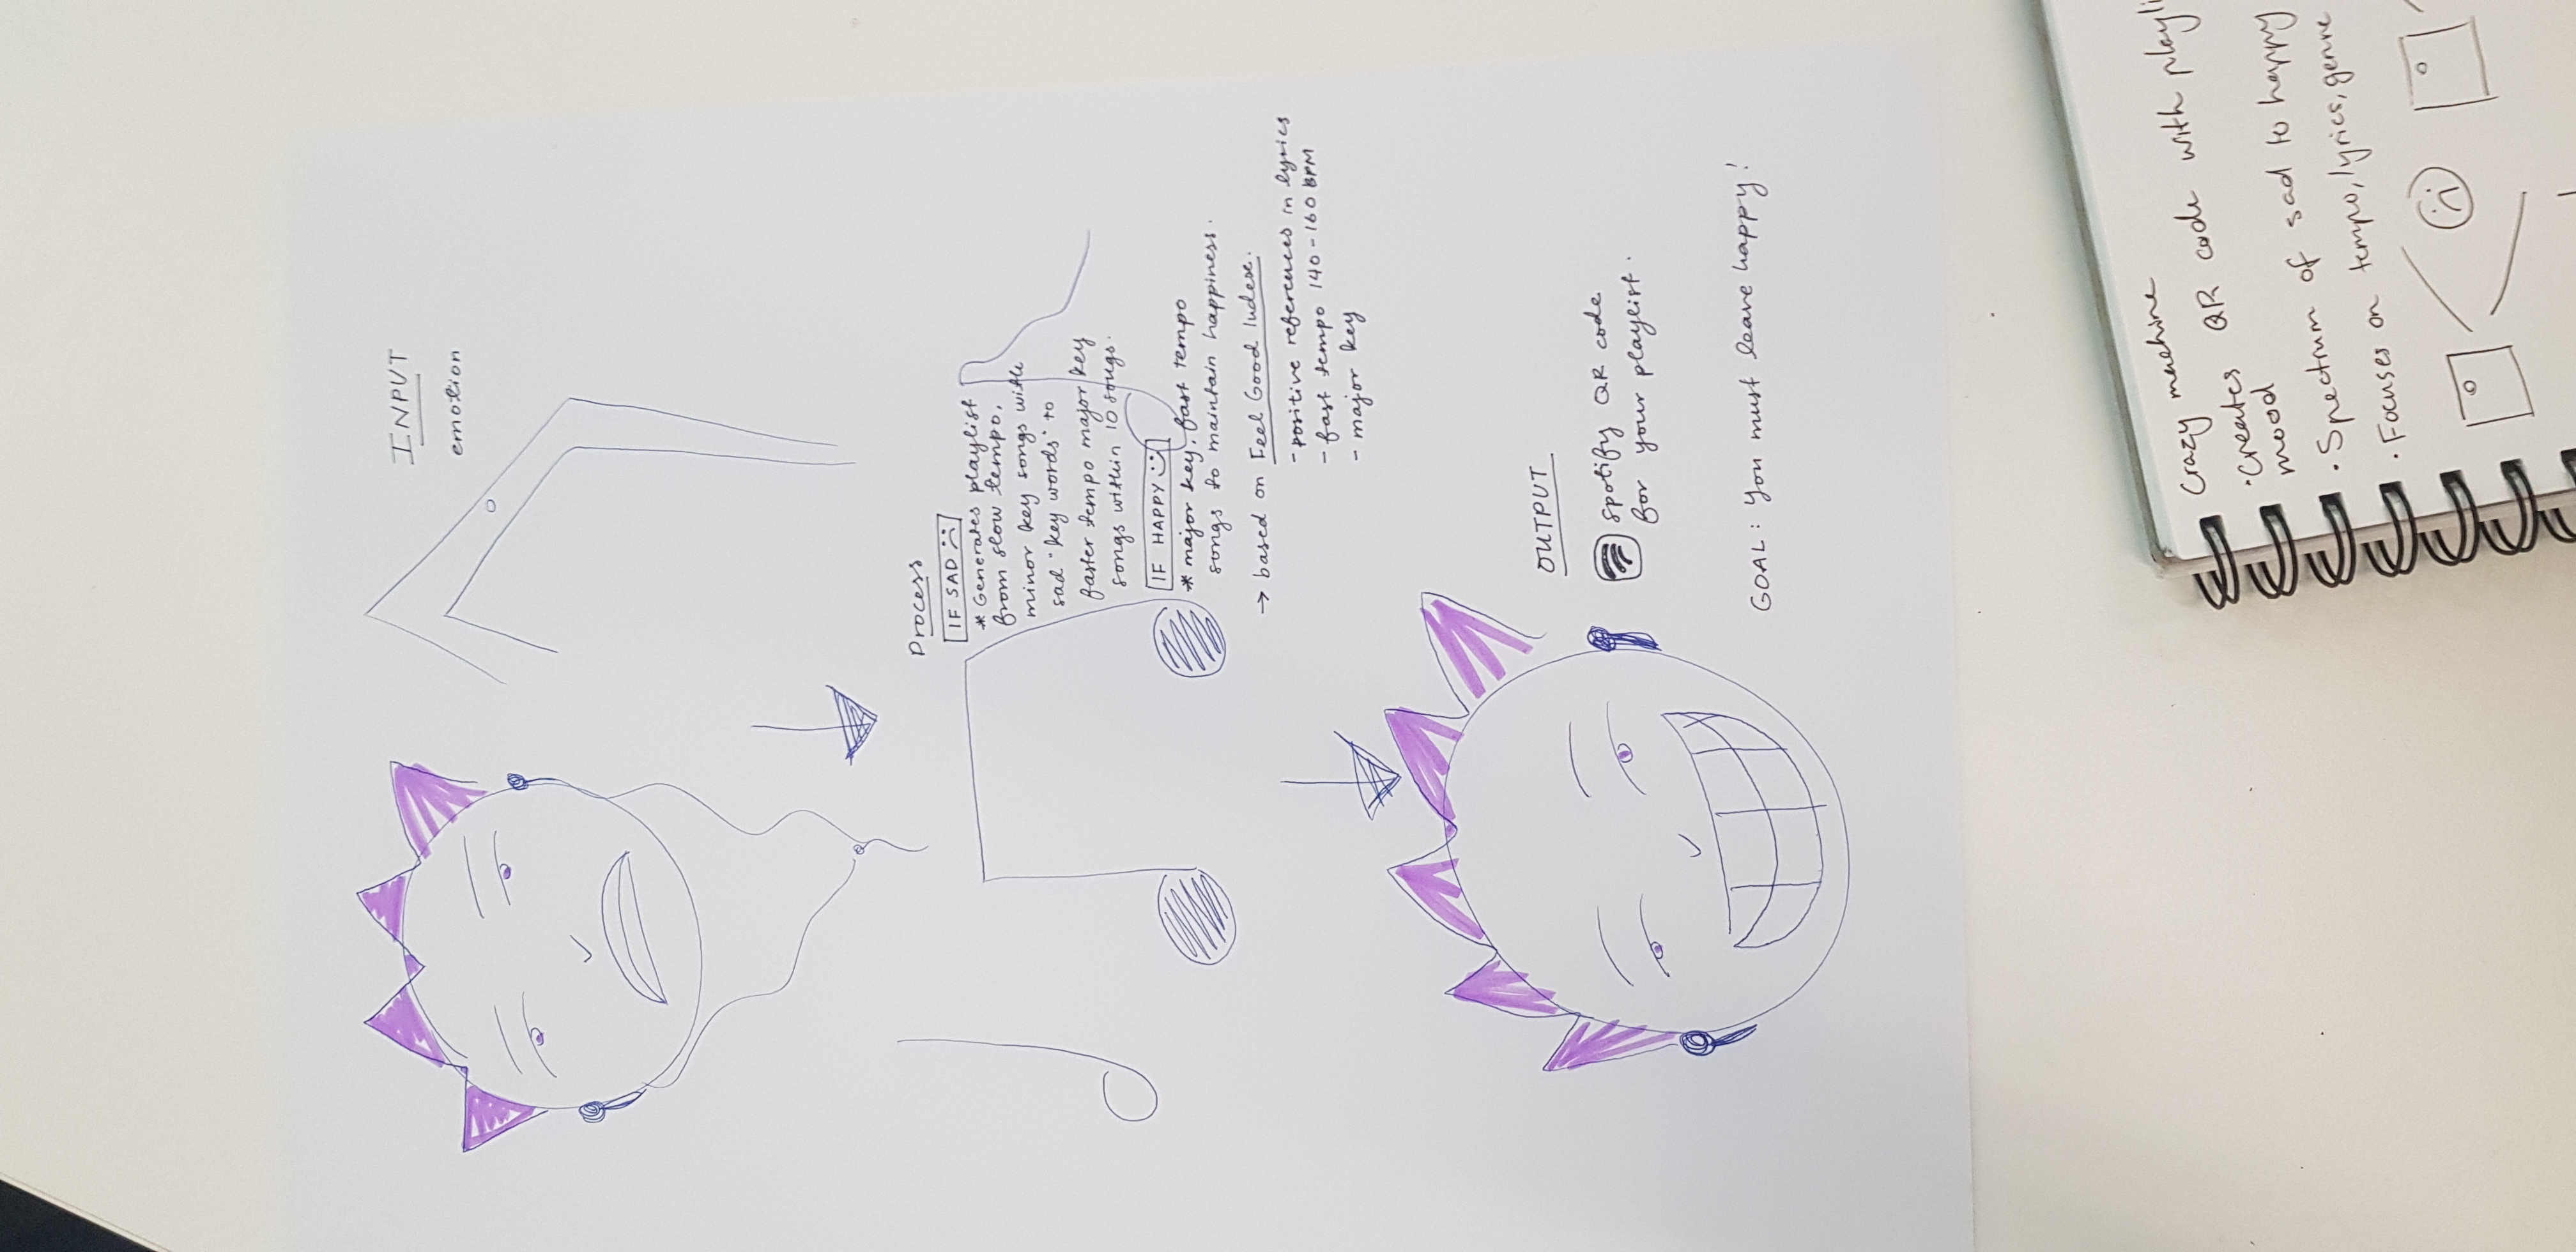 INPUT
emotion
Process
IF SAD
* Generates playlist
from slow tempo,
minor key songs with
sad "key words" to
faster tempo major key
songs within 10 songs.
IF HAPPY
* major key, fast tempo
songs to maintain happiness.
→ based on Feel Good Index.
- positive references in lyrics
- fast tempo 140-160 BPM
- major key
OUTPUT
spotify QR code
for your playlist.
GOAL: You must leave happy!
Crazy machine
• Creates QR code with playli
mood
• Spectrum of sad to happy
• Focuses on tempo, lyrics, genre